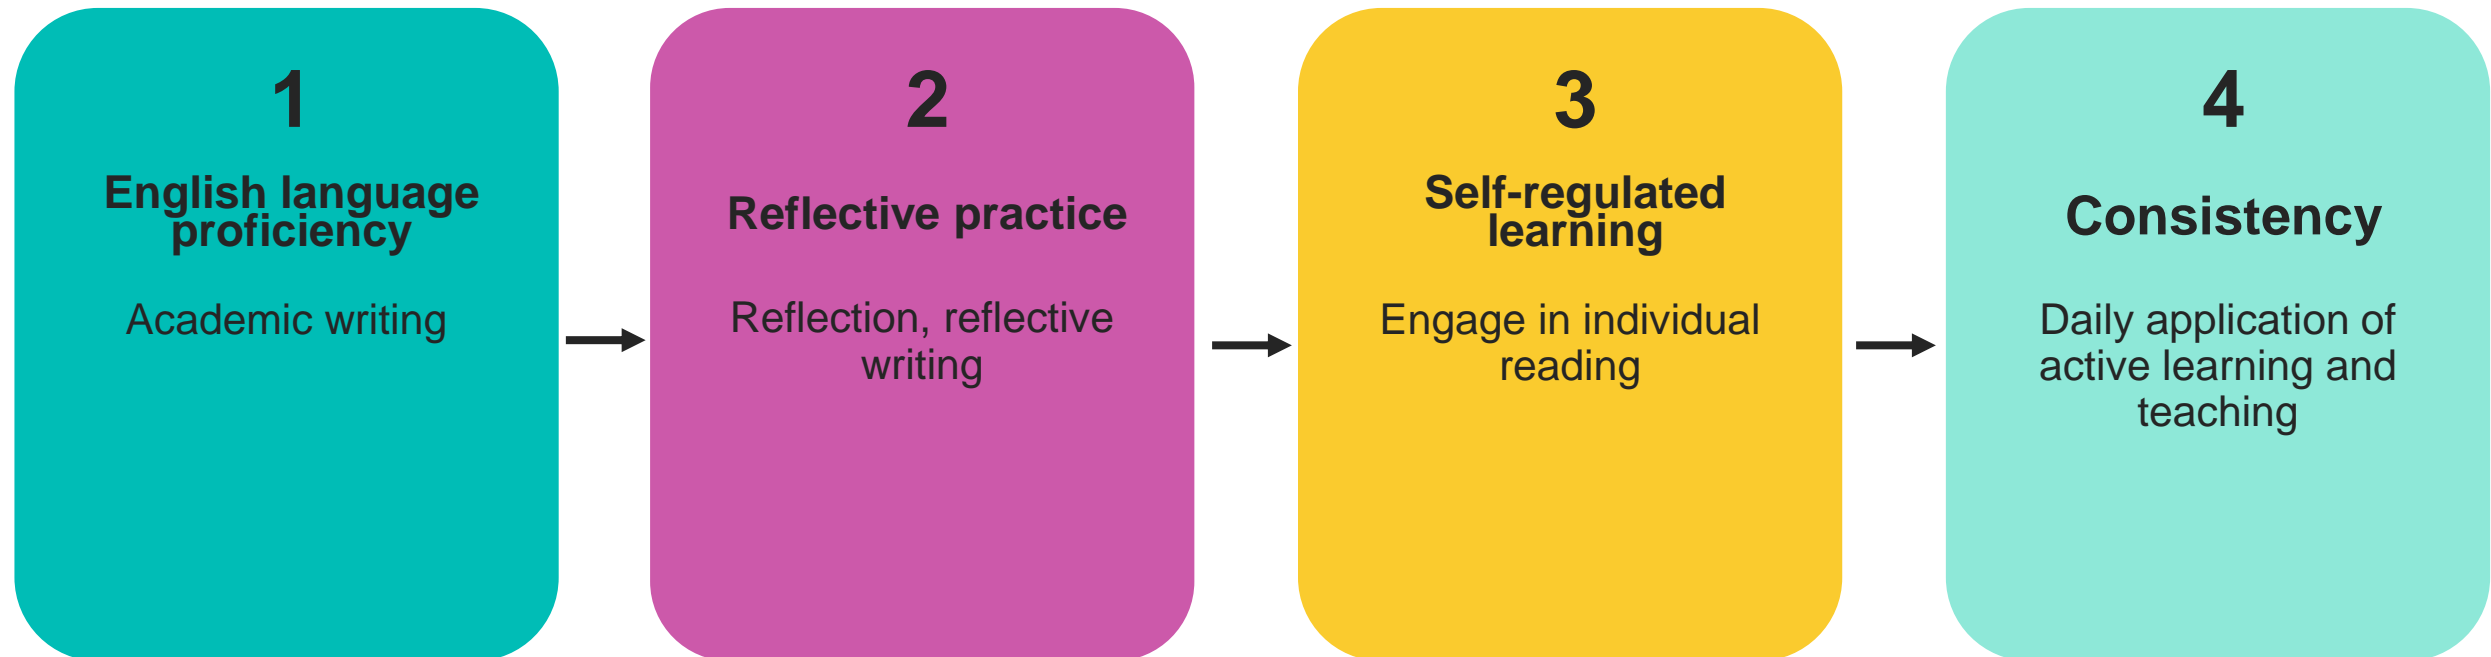 1
English language
proficiency
Academic writing
2
Reflective practice
Reflection, reflective
writing
3
Self-regulated
learning
Engage in individual
reading
4
Consistency
Daily application of
active learning and
teaching